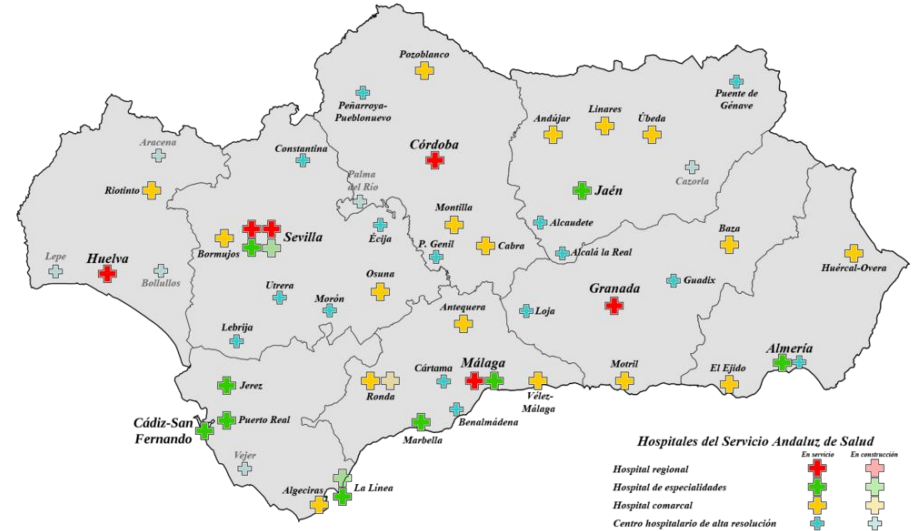 Pozoblanco
Peñarroya-
Pueblonuevo
Puente de
Génave
Andújar
Linares
Úbeda
Aracena
Constantina
Córdoba
Palma
del Río
Cazorla
Riotinto
Jaén
Montilla
Alcaudete
Écija
Sevilla
Bormujos
P. Genil
Cabra
Alcalá la Real
Baza
Huércal-Overa
Lepe
Huelva
Bollullos
Osuna
Granada
Guadix
Utrera
Morón
Antequera
Loja
Lebrija
Almería
Jerez
Ronda
Cártama
Málaga
Vélez-
Málaga
Motril
El Ejido
Cádiz-San
Fernando
Puerto Real
Marbella
Benalmádena
Vejer
Algeciras
La Línea
Hospitales del Servicio Andaluz de Salud
En servicio En construcción
Hospital regional
Hospital de especialidades
Hospital comarcal
Centro hospitalario de alta resolución